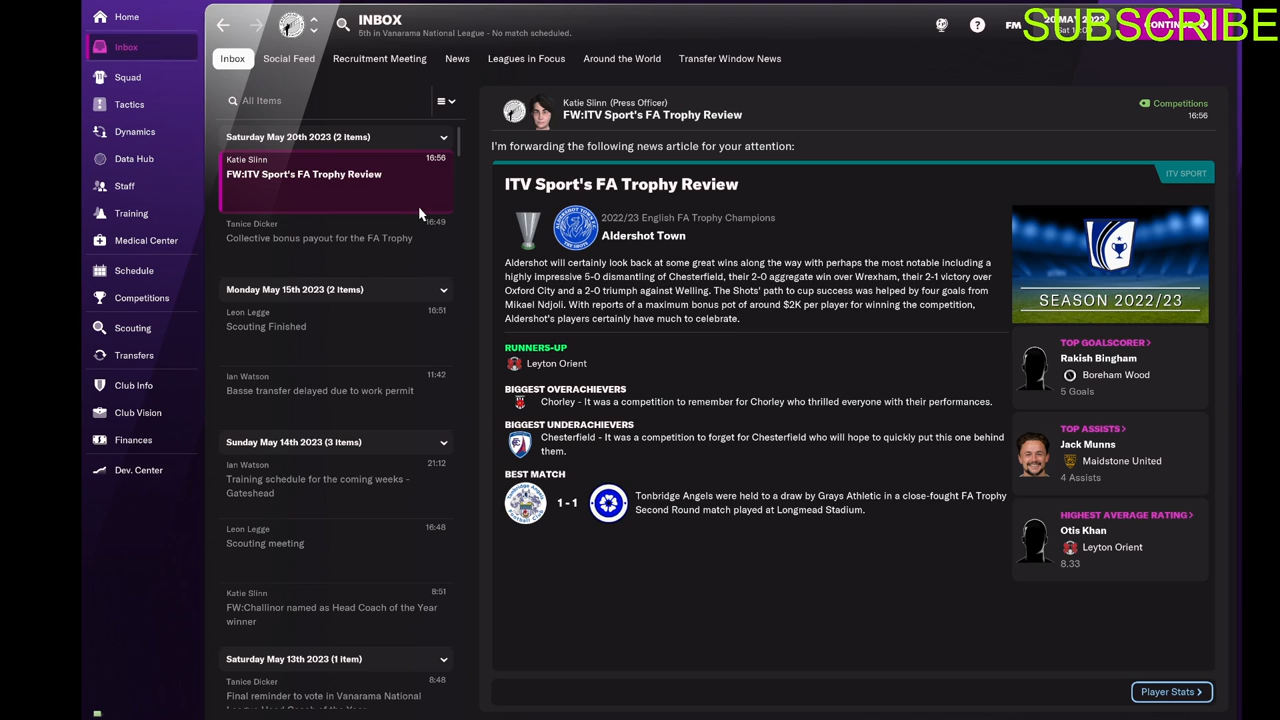 Home
Inbox
Squad
Tactics
Dynamics
Data Hub
Staff
Training
Medical Center
Schedule
Competitions
Scouting
Transfers
Club Info
Club Vision
Finances
Dev. Center
INBOX
5th in Vanarama National League - No match scheduled.
FM
SUBSCRIBE
Inbox
Social Feed
Recruitment Meeting
News
Leagues in Focus
Around the World
Transfer Window News
All Items
Saturday May 20th 2023 (2 Items)
Katie Slinn
16:56
FW:ITV Sport's FA Trophy Review
Tanice Dicker
16:49
Collective bonus payout for the FA Trophy
Monday May 15th 2023 (2 Items)
Leon Legge
16:51
Scouting Finished
Ian Watson
11:42
Basse transfer delayed due to work permit
Sunday May 14th 2023 (3 Items)
Ian Watson
21:12
Training schedule for the coming weeks -
Gateshead
Leon Legge
16:48
Scouting meeting
Katie Slinn
8:51
FW:Challinor named as Head Coach of the Year
winner
Saturday May 13th 2023 (1 Item)
Tanice Dicker
8:48
Final reminder to vote in Vanarama National
League Head Coach of the Year
Katie Slinn (Press Officer)
FW:ITV Sport's FA Trophy Review
Competitions
16:56
I'm forwarding the following news article for your attention:
ITV SPORT
ITV Sport's FA Trophy Review
2022/23 English FA Trophy Champions
Aldershot Town
Aldershot will certainly look back at some great wins along the way with perhaps the most notable including a
highly impressive 5-0 dismantling of Chesterfield, their 2-0 aggregate win over Wrexham, their 2-1 victory over
Oxford City and a 2-0 triumph against Welling. The Shots' path to cup success was helped by four goals from
Mikael Ndjoli. With reports of a maximum bonus pot of around $2K per player for winning the competition,
Aldershot's players certainly have much to celebrate.
RUNNERS-UP
Leyton Orient
BIGGEST OVERACHIEVERS
Chorley - It was a competition to remember for Chorley who thrilled everyone with their performances.
BIGGEST UNDERACHIEVERS
Chesterfield - It was a competition to forget for Chesterfield who will hope to quickly put this one behind
them.
BEST MATCH
1 - 1
Tonbridge Angels were held to a draw by Grays Athletic in a close-fought FA Trophy
Second Round match played at Longmead Stadium.
SEASON 2022/23
TOP GOALSCORER
Rakish Bingham
Boreham Wood
5 Goals
TOP ASSISTS
Jack Munns
Maidstone United
4 Assists
HIGHEST AVERAGE RATING
Otis Khan
Leyton Orient
8.33
Player Stats